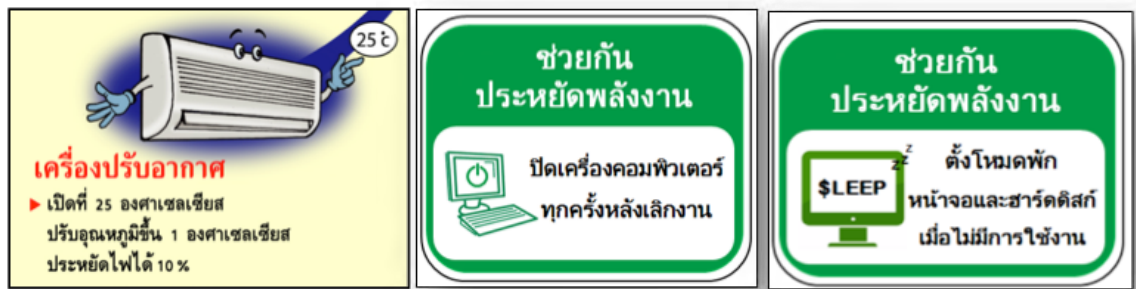 25 ํC
เครื่องปรับอากาศ
▶ เปิดที่ 25 องศาเซลเซียส
ปรับอุณหภูมิขึ้น 1 องศาเซลเซียส
ประหยัดไฟได้ 10 %
ช่วยกัน
ประหยัดพลังงาน
ปิดเครื่องคอมพิวเตอร์
ทุกครั้งหลังเลิกงาน
ช่วยกัน
ประหยัดพลังงาน
zzz
$LEEP
ตั้งโหมดพัก
หน้าจอและฮาร์ดดิสก์
เมื่อไม่มีการใช้งาน